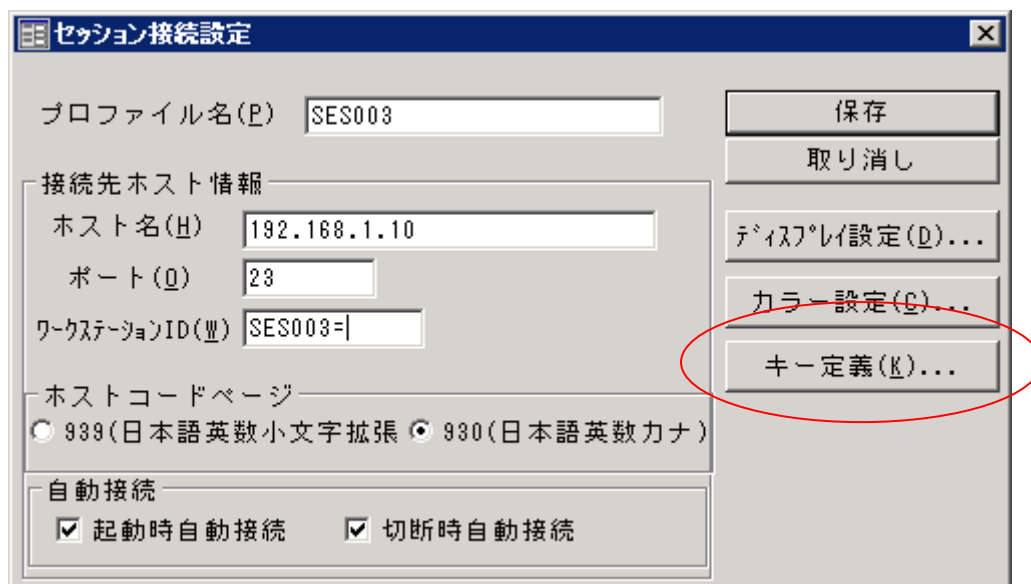 セッション接続設定
プロファイル名(P) SES003
保存
取り消し
接続先ホスト情報
ホスト名(H) 192.168.1.10
ポート(O) 23
ワークステーションID(W) SES003=
ディスプレイ設定(D)...
カラー設定(C)...
キー定義(K)...
ホストコードページ
939(日本語英数小文字拡張 930(日本語英数カナ)
自動接続
起動時自動接続 切断時自動接続